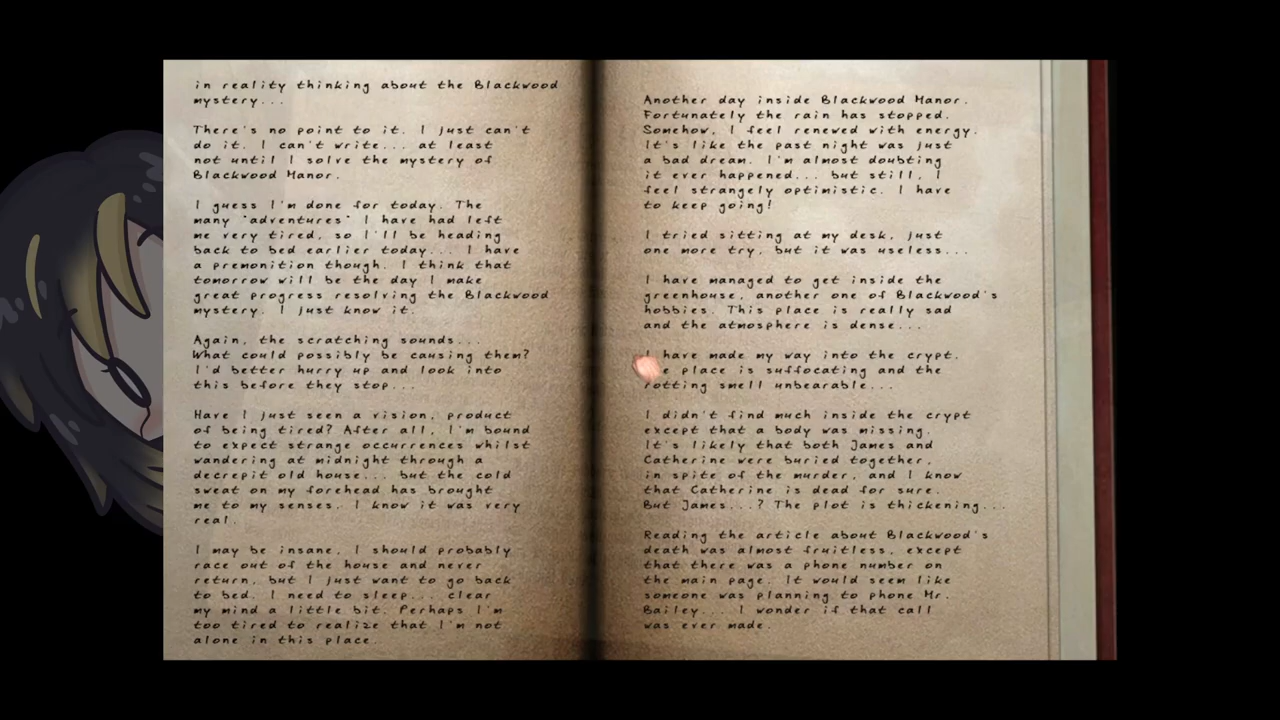 in reality thinking about the Blackwood
mystery...
There's no point to it. I just can't
do it. I can't write... at least
not until I solve the mystery of
Blackwood Manor.
I guess I'm done for today. The
many "adventures" I have had left
me very tired, so I'll be heading
back to bed earlier today... I have
a premonition though. I think that
tomorrow will be the day I make
great progress resolving the Blackwood
mystery. I just know it.
Again, the scratching sounds...
What could possibly be causing them?
I'd better hurry up and look into
this before they stop...
Have I just seen a vision, product
of being tired? After all, I'm bound
to expect strange occurrences whilst
wandering at midnight through a
decrepit old house... but the cold
sweat on my forehead has brought
me to my senses. I know it was very
real.
I may be insane, I should probably
race out of the house and never
return, but I just want to go back
to bed. I need to sleep... clear
my mind a little bit. Perhaps I'm
too tired to realize that I'm not
alone in this place.
Another day inside Blackwood Manor.
Fortunately the rain has stopped.
Somehow, I feel renewed with energy.
It's like the past night was just
a bad dream. I'm almost doubting
it ever happened... but still, I
feel strangely optimistic. I have
to keep going!
I tried sitting at my desk, just
one more try, but it was useless...
I have managed to get inside the
greenhouse, another one of Blackwood's
hobbies. This place is really sad
and the atmosphere is dense...
I have made my way into the crypt.
place is suffocating and the
rotting smell unbearable...
I didn't find much inside the crypt
except that a body was missing.
It's likely that both James and
Catherine were buried together,
in spite of the murder, and I know
that Catherine is dead for sure.
But James...? The plot is thickening...
Reading the article about Blackwood's
death was almost fruitless, except
that there was a phone number on
the main page. It would seem like
someone was planning to phone Mr.
Bailey... I wonder if that call
was ever made.